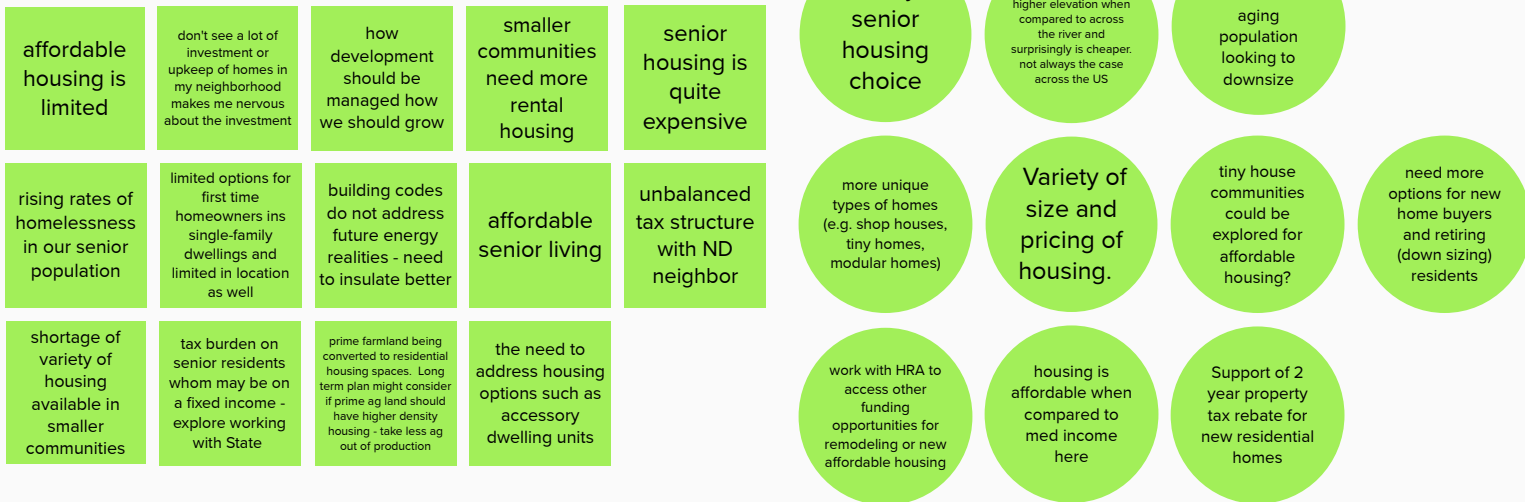 affordable
housing is
limited
don't see a lot of
investment or
upkeep of homes in
my neighborhood
makes me nervous
about the investment
how
development
should be
managed how
we should grow
smaller
communities
need more
rental
housing
senior
housing is
quite
expensive
rising rates of
homelessness
in our senior
population
limited options for
first time
homeowners ins
single-family
dwellings and
limited in location
as well
building codes
do not address
future energy
realities - need
to insulate better
affordable
senior living
unbalanced
tax structure
with ND
neighbor
shortage of
variety of
housing
available in
smaller
communities
tax burden on
senior residents
whom may be on
a fixed income -
explore working
with State
prime farmland being
converted to residential
housing spaces. Long
term plan might consider
if prime ag land should
have higher density
housing - take less ag
out of production
the need to
address housing
options such as
accessory
dwelling units
senior
housing
choice
higher elevation when
compared to across
the river and
surprisingly is cheaper.
not always the case
across the US
aging
population
looking to
downsize
more unique
types of homes
(e.g. shop houses,
tiny homes,
modular homes)
Variety of
size and
pricing of
housing.
tiny house
communities
could be
explored for
affordable
housing?
need more
options for new
home buyers
and retiring
(down sizing)
residents
work with HRA to
access other
funding
opportunities for
remodeling or new
affordable housing
housing is
affordable when
compared to
med income
here
Support of 2
year property
tax rebate for
new residential
homes